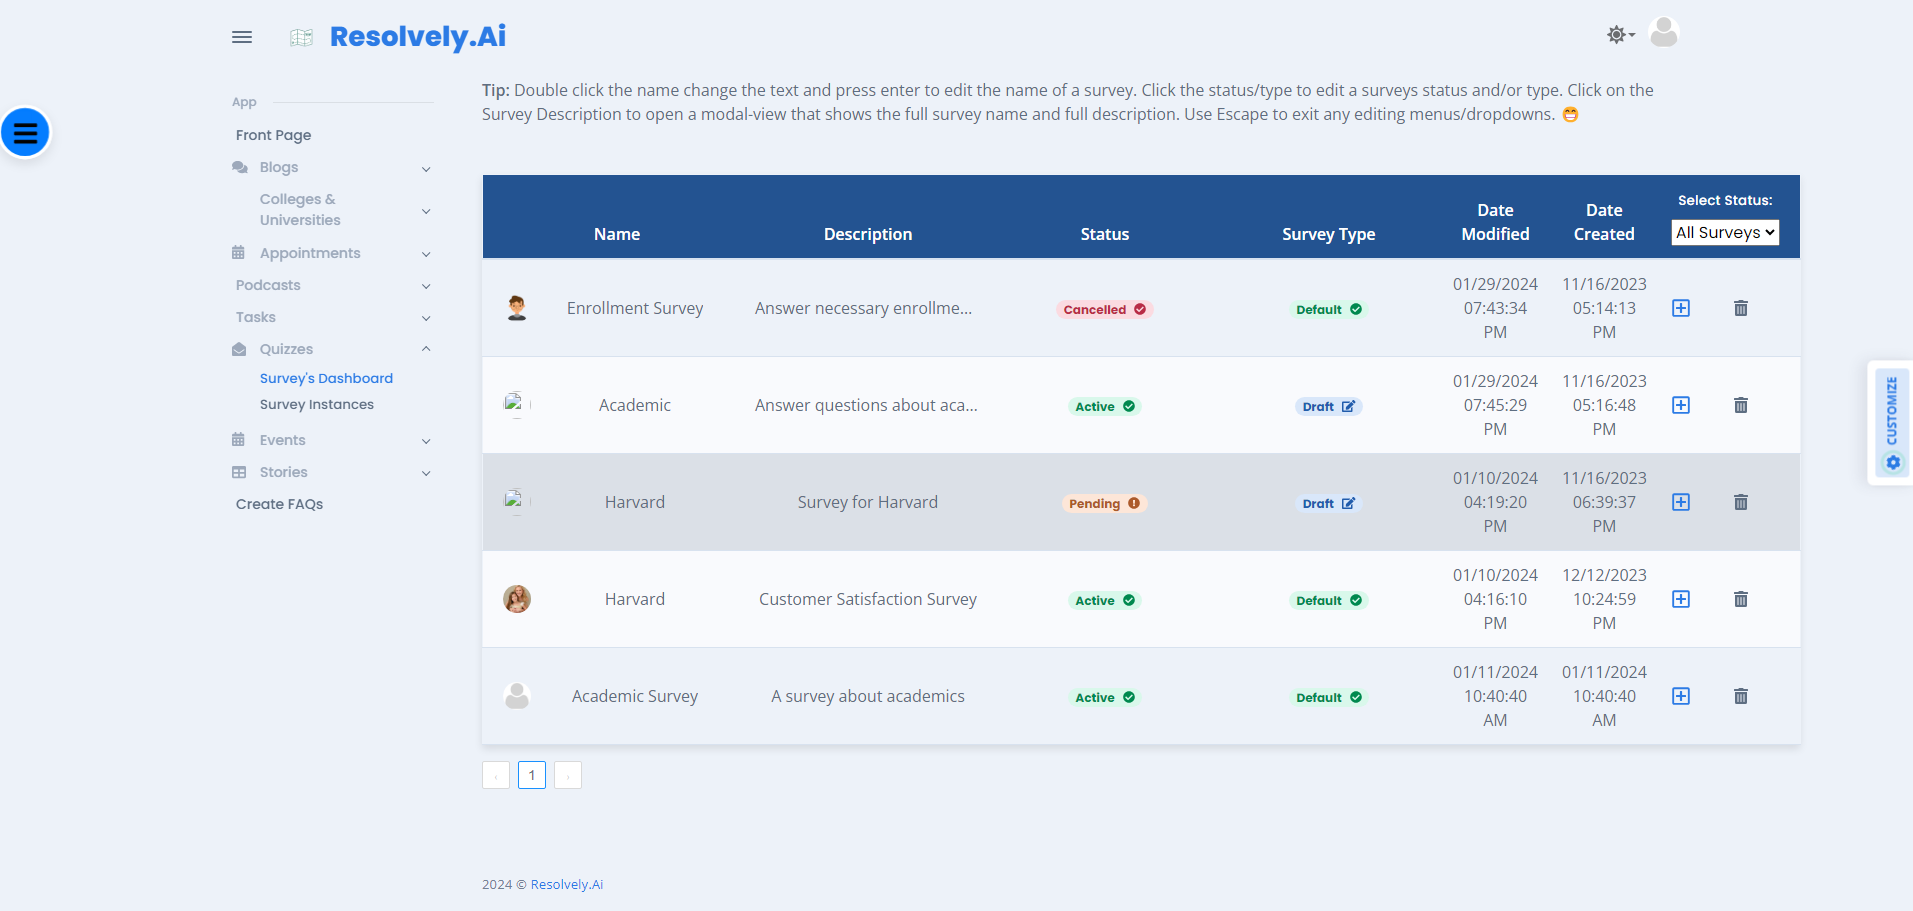 Resolvely.Ai
Tip: Double click the name change the text and press enter to edit the name of a survey. Click the status/type to edit a surveys status and/or type. Click on the
Survey Description to open a modal-view that shows the full survey name and full description. Use Escape to exit any editing menus/dropdowns. 😁
App
Front Page
Blogs
Colleges &
Universities
Appointments
Podcasts
Tasks
Quizzes
Survey's Dashboard
Survey Instances
Events
Stories
Create FAQs
Name
Description
Status
Survey Type
Date
Modified
Date
Created
Select Status:
All Surveys
Enrollment Survey
Answer necessary enrollme...
Cancelled
Default
01/29/2024
07:43:34
PM
11/16/2023
05:14:13
PM
Academic
Answer questions about aca...
Active
Draft
01/29/2024
07:45:29
PM
11/16/2023
05:16:48
PM
Harvard
Survey for Harvard
Pending
Draft
01/10/2024
04:19:20
PM
11/16/2023
06:39:37
PM
Harvard
Customer Satisfaction Survey
Active
Default
01/10/2024
04:16:10
PM
12/12/2023
10:24:59
PM
Academic Survey
A survey about academics
Active
Default
01/11/2024
10:40:40
AM
01/11/2024
10:40:40
AM
‹ 1 ›
CUSTOMIZE
2024 © Resolvely.Ai